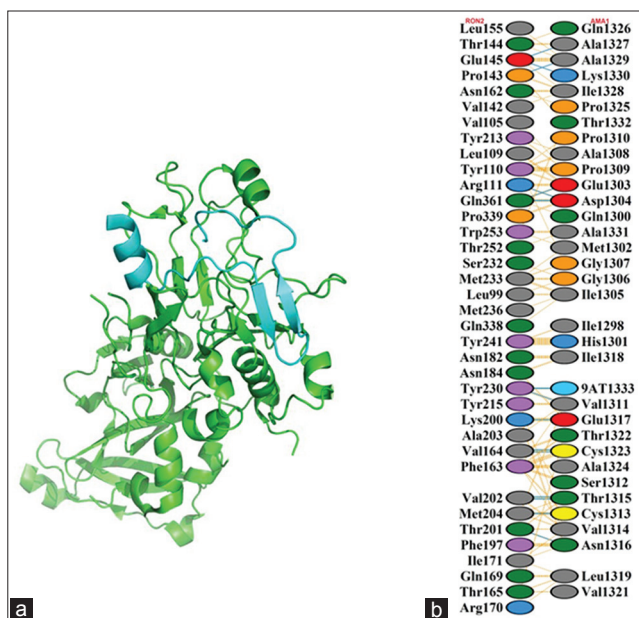 RON2 AMA1
Leu155 Gln1326
Thr144 Ala1327
Glu145 Ala1329
Pro143 Lys1330
Asn162 Ile1328
Val142 Pro1325
Val105 Thr1332
Tyr213 Pro1310
Leu109 Ala1308
Tyr110 Pro1309
Arg111 Glu1303
Gln361 Asp1304
Pro339 Gln1300
Trp253 Ala1331
Thr252 Met1302
Ser232 Gly1307
Met233 Gly1306
Leu99 Ile1305
Met236
Gln338 Ile1298
Tyr241 His1301
Asn182 Ile1318
Asn184
Tyr230 9AT1333
Tyr215 Val1311
Lys200 Glu1317
Ala203 Thr1322
Val164 Cys1323
Phe163 Ala1324
Ser1312
Val202 Thr1315
Met204 Cys1313
Thr201 Val1314
Phe197 Asn1316
Ile171
Gln169 Leu1319
Thr165 Val1321
Arg170
a b